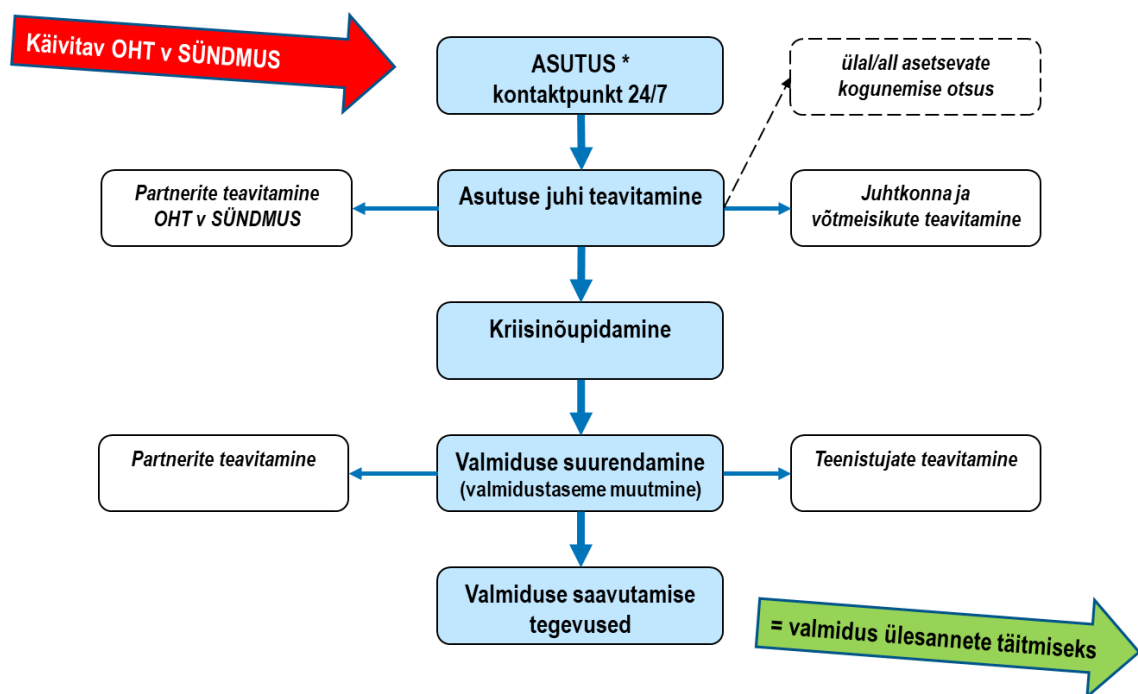 Käivitav OHT v SÜNDMUS
ASUTUS *
kontaktpunkt 24/7
ülal/all asetsevate
kogunemise otsus
Partnerite teavitamine
OHT v SÜNDMUS
Asutuse juhi teavitamine
Juhtkonna ja
võtmeisikute teavitamine
Kriisinõupidamine
Partnerite teavitamine
Valmiduse suurendamine
(valmidustaseme muutmine)
Teenistujate teavitamine
Valmiduse saavutamise
tegevused
= valmidus ülesannete täitmiseks